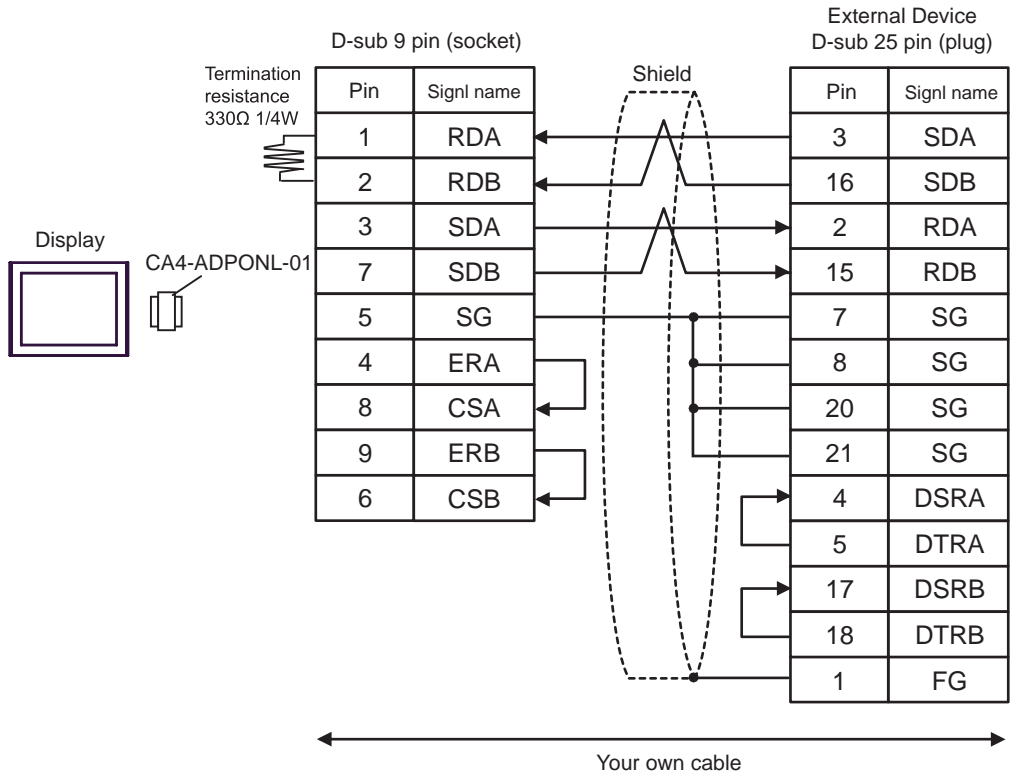 External Device
D-sub 9 pin (socket)
D-sub 25 pin (plug)
Termination
resistance
330Ω 1/4W
Shield
Pin Signl name
1 RDA
2 RDB
3 SDA
7 SDB
5 SG
4 ERA
8 CSA
9 ERB
6 CSB
Display
CA4-ADPONL-01
Pin Signl name
3 SDA
16 SDB
2 RDA
15 RDB
7 SG
8 SG
20 SG
21 SG
4 DSRA
5 DTRA
17 DSRB
18 DTRB
1 FG
Your own cable